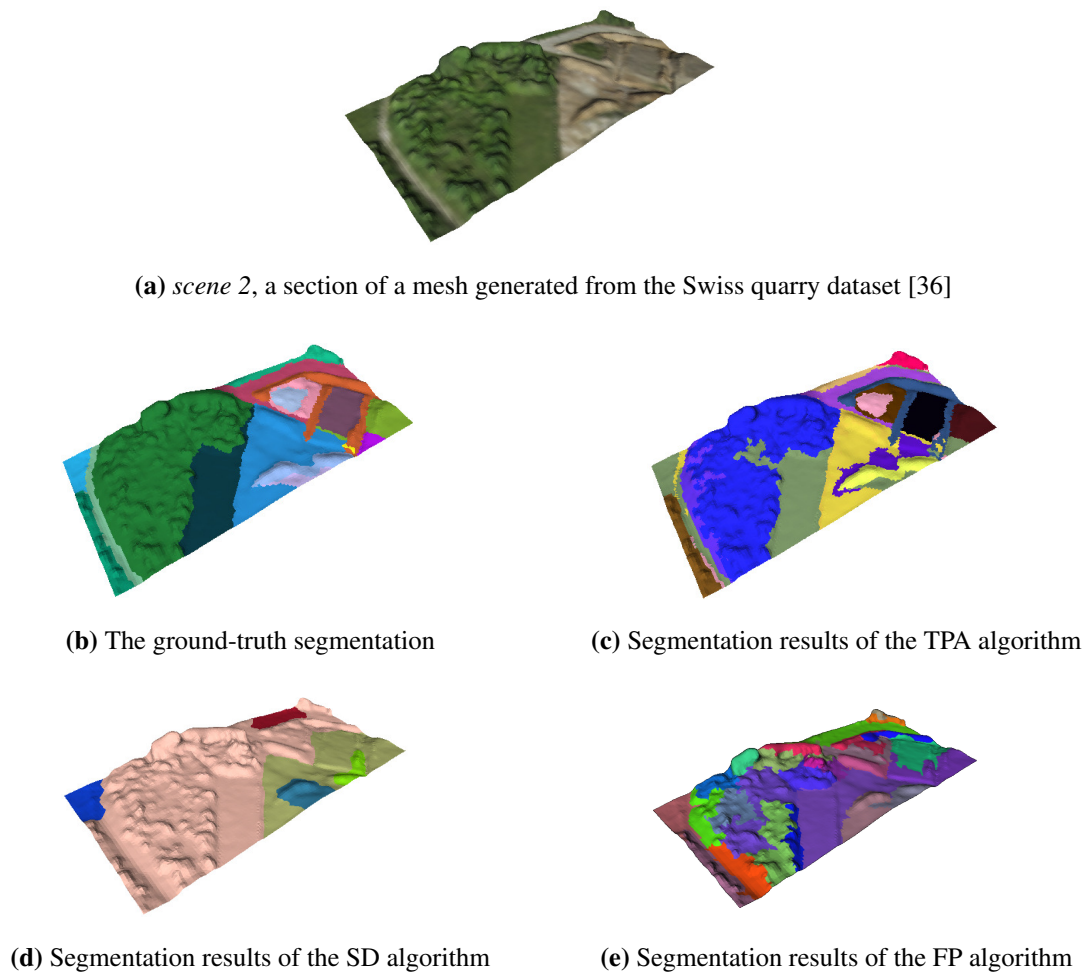 (a) scene 2, a section of a mesh generated from the Swiss quarry dataset [36]
(b) The ground-truth segmentation
(c) Segmentation results of the TPA algorithm
(d) Segmentation results of the SD algorithm
(e) Segmentation results of the FP algorithm